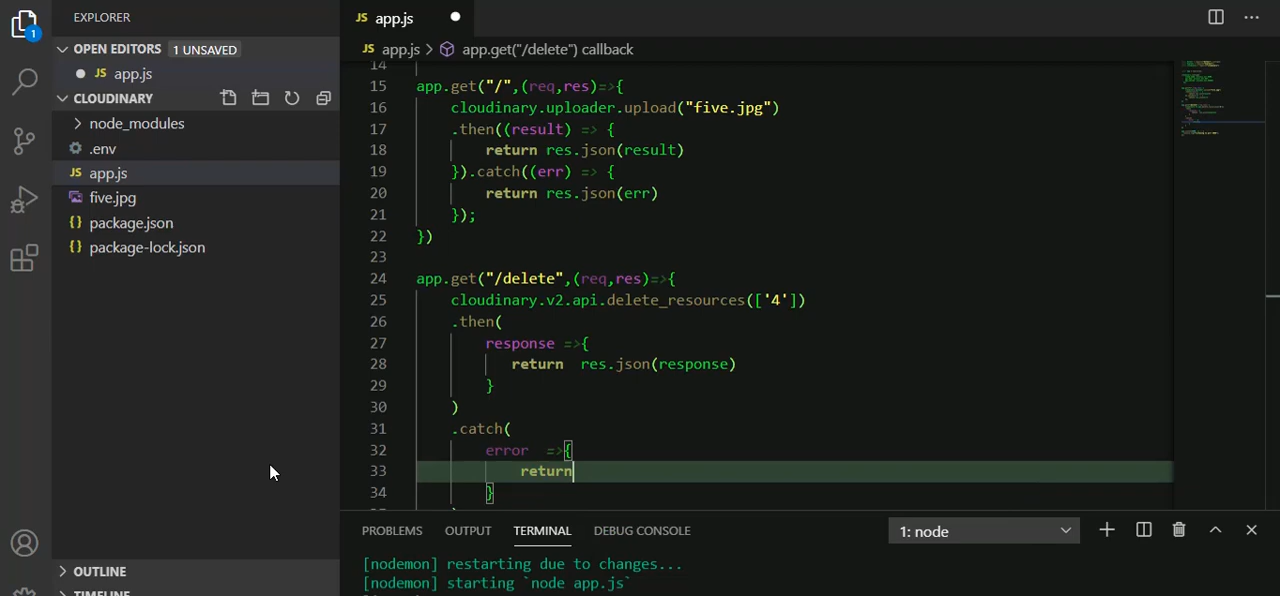 EXPLORER
OPEN EDITORS 1 UNSAVED
JS app.js
CLOUDINARY
node_modules
.env
JS app.js
five.jpg
{} package.json
{} package-lock.json
OUTLINE
1
JS app.js
JS app.js > app.get("/delete") callback
14
15 app.get("/",(req,res)=>{
16 cloudinary.uploader.upload("five.jpg")
17 .then((result) => {
18 return res.json(result)
19 }).catch((err) => {
20 return res.json(err)
21 });
22 })
23
24 app.get("/delete",(req,res)=>{
25 cloudinary.v2.api.delete_resources(['4'])
26 .then(
27 response =>{
28 return  res.json(response)
29 }
30 )
31 .catch(
32 error  =>{
33 return
34 }
PROBLEMS OUTPUT TERMINAL DEBUG CONSOLE 1: node
[nodemon] restarting due to changes...
[nodemon] starting `node app.js`